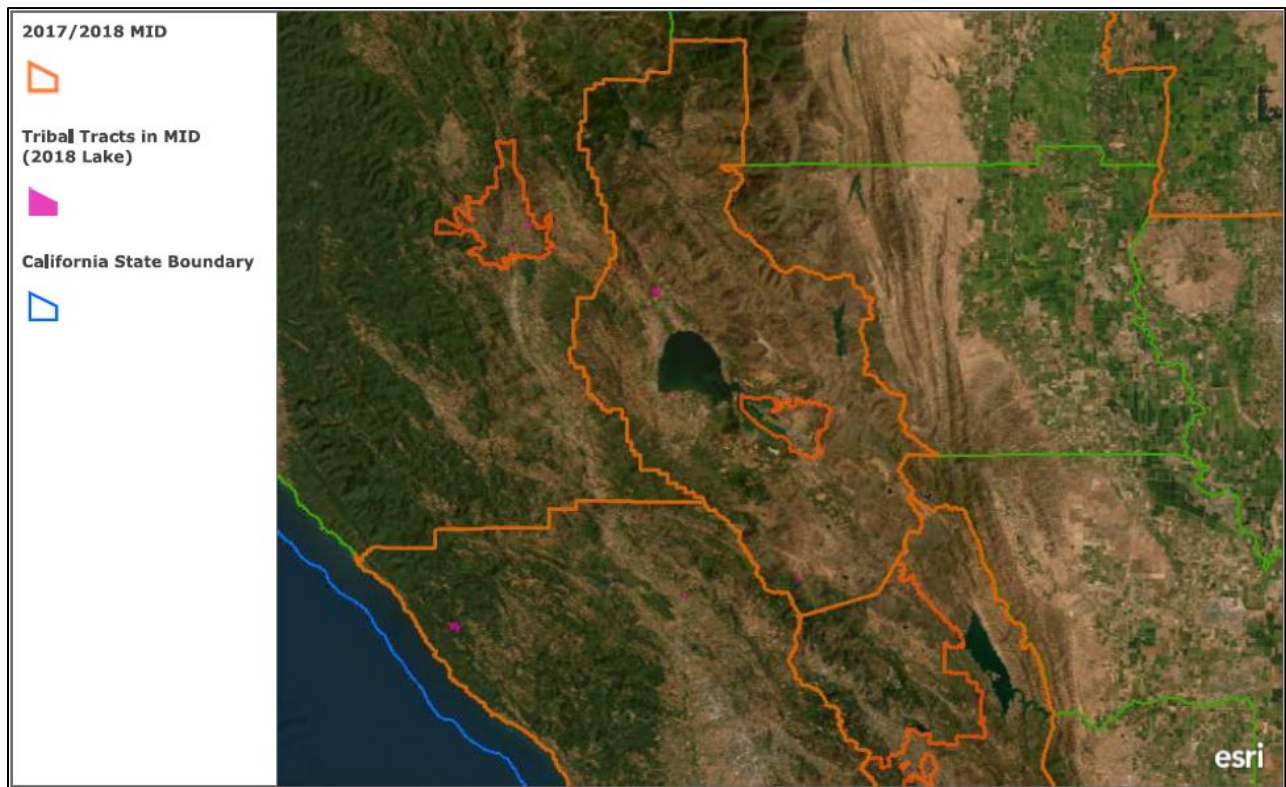 2017/2018 MID
Tribal Tracts in MID
(2018 Lake)
California State Boundary
esri